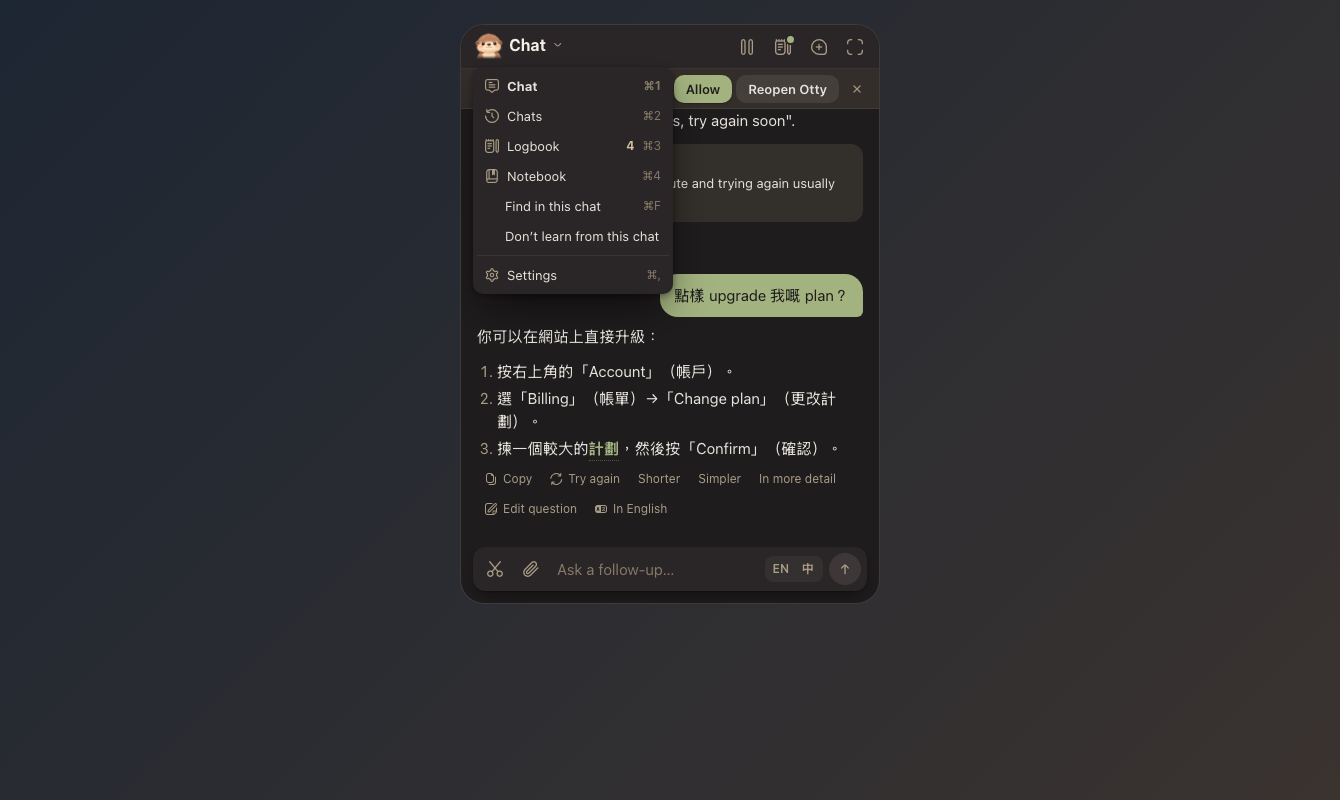 Chat
Allow
Reopen Otty
Chat ⌘1
Chats ⌘2
Logbook 4 ⌘3
Notebook ⌘4
Find in this chat ⌘F
Don’t learn from this chat
Settings ⌘,
try again soon".
and trying again usually
點樣 upgrade 我嘅 plan？
你可以在網站上直接升級：
1. 按右上角的「Account」（帳戶）。
2. 選「Billing」（帳單）→「Change plan」（更改計
劃）。
3. 揀一個較大的計劃，然後按「Confirm」（確認）。
Copy Try again Shorter Simpler In more detail
Edit question In English
Ask a follow-up... EN 中